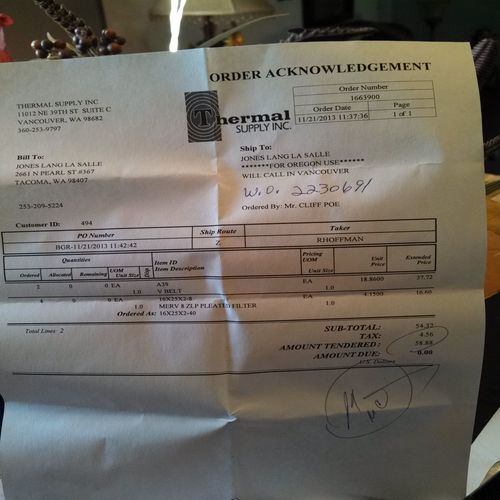 ORDER ACKNOWLEDGEMENT
THERMAL SUPPLY INC
11012 NE 39TH ST SUITE C
VANCOUVER, WA 98682
360-253-9797
Thermal
SUPPLY INC.
Order Number
1663900
Order Date Page
11/21/2013 11:37:36 1 of 1
Bill To:
JONES LANG LA SALLE
2661 N PEARL ST #367
TACOMA, WA 98407
253-209-5224
Ship To:
JONES LANG LA SALLE
*******FOR OREGON USE******
WILL CALL IN VANCOUVER
W.O. 2230691
Ordered By: Mr. CLIFF POE
Customer ID: 494
PO Number Ship Route Taker
BGR-11/21/2013 11:42:42 Z RHOFFMAN
Quantities Item ID Pricing Unit Extended
Ordered Allocated Remaining UOM Unit Size Disp. Item Description UOM Unit Size Price Price
2 0 0 EA A39 EA 18.8600 37.72
1.0 V BELT 1.0
4 0 0 EA 16X25X2-8 EA 4.1500 16.60
1.0 MERV 8 ZLP PLEATED FILTER 1.0
Ordered As: 16X25X2-40
Total Lines: 2
SUB-TOTAL: 54.32
TAX: 4.56
AMOUNT TENDERED: 58.88
AMOUNT DUE: 0.00
U.S. Dollars